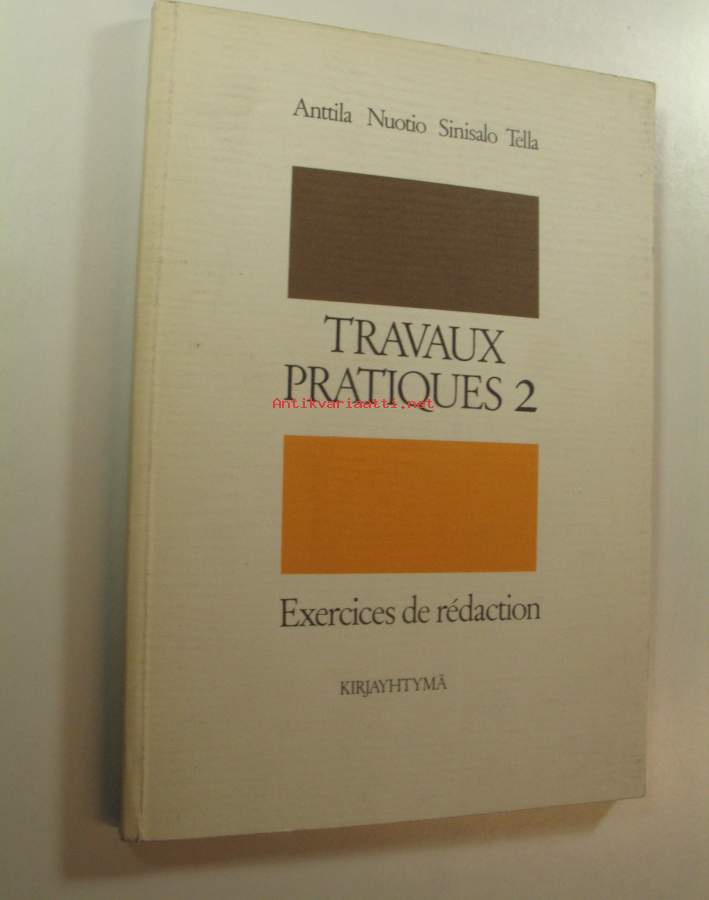 Anttila Nuotio Sinisalo Tella
TRAVAUX
PRATIQUES 2
Antikvariaatti.net
Exercices de rédaction
KIRJAYHTYMÄ